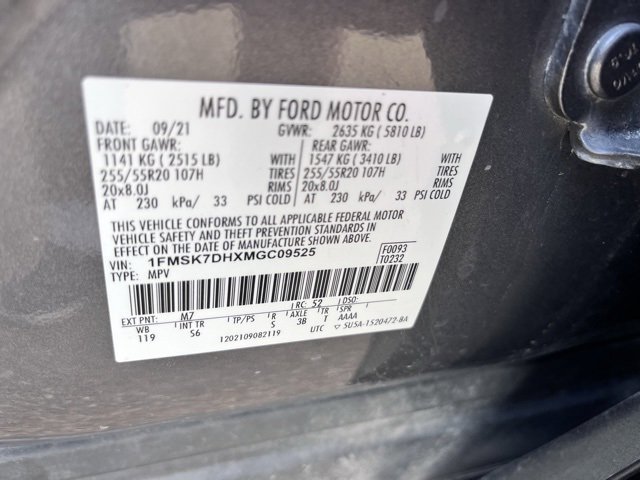 MFD. BY FORD MOTOR CO.
DATE: 09/21 GVWR: 2635 KG (5810 LB)
FRONT GAWR: REAR GAWR:
1141 KG (2515 LB) WITH 1547 KG (3410 LB) WITH
255/55R20 107H TIRES 255/55R20 107H TIRES
20x8.0J RIMS 20x8.0J RIMS
AT 230 kPa/ 33 PSI COLD AT 230 kPa/ 33 PSI COLD
THIS VEHICLE CONFORMS TO ALL APPLICABLE FEDERAL MOTOR
VEHICLE SAFETY AND THEFT PREVENTION STANDARDS IN
EFFECT ON THE DATE OF MANUFACTURE SHOWN ABOVE.
VIN: 1FMSK7DHXMGC09525 F0093
TYPE: MPV T0232
EXT PNT: M7 RC: 52 DSO:
WB INT TR TP/PS R AXLE TR SPR
119 S6 S 3B T AAAA
1202109082119 UTC 5U5A-1520472-BA